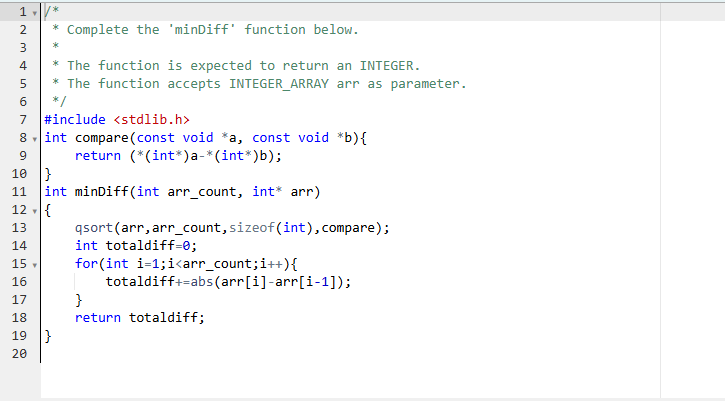 1 /*
2 * Complete the 'minDiff' function below.
3 *
4 * The function is expected to return an INTEGER.
5 * The function accepts INTEGER_ARRAY arr as parameter.
6 */
7 #include <stdlib.h>
8 int compare(const void *a, const void *b){
9 return (*(int*)a-*(int*)b);
10 }
11 int minDiff(int arr_count, int* arr)
12 {
13 qsort(arr,arr_count,sizeof(int),compare);
14 int totaldiff=0;
15 for(int i=1;i<arr_count;i++){
16 totaldiff+=abs(arr[i]-arr[i-1]);
17 }
18 return totaldiff;
19 }
20